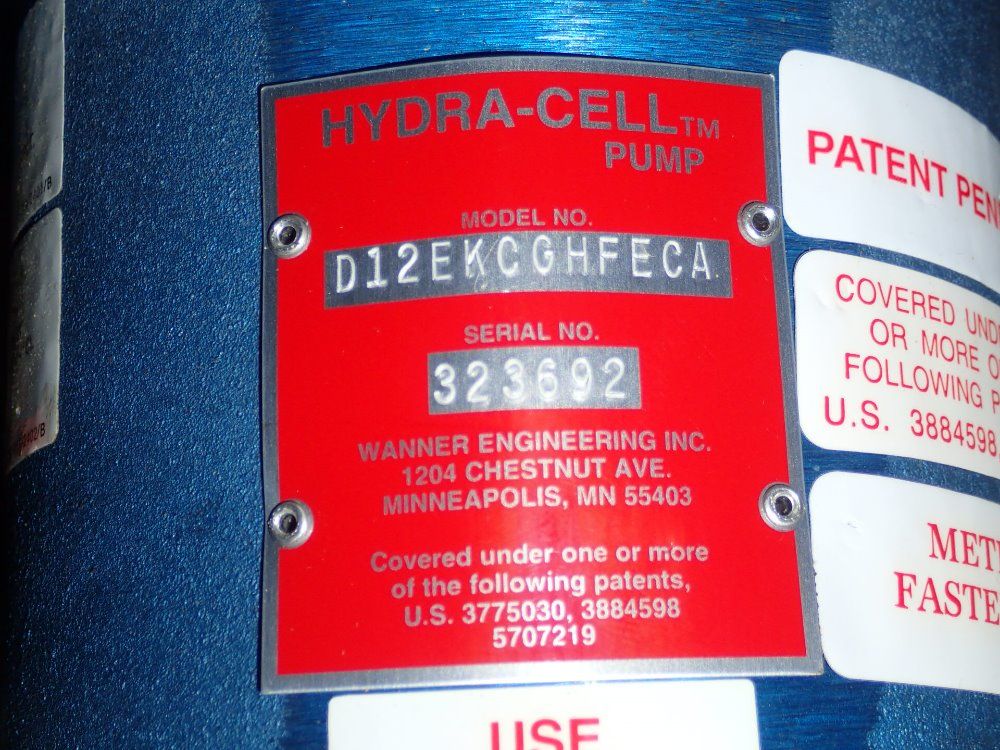 HYDRA-CELL™
PUMP
MODEL NO.
D12EKCGHFECA
SERIAL NO.
323692
WANNER ENGINEERING INC.
1204 CHESTNUT AVE.
MINNEAPOLIS, MN 55403
Covered under one or more
of the following patents,
U.S. 3775030, 3884598
5707219
PATENT PEN
COVERED UND
OR MORE O
FOLLOWING P
U.S. 3884598,
METR
FASTE
USE